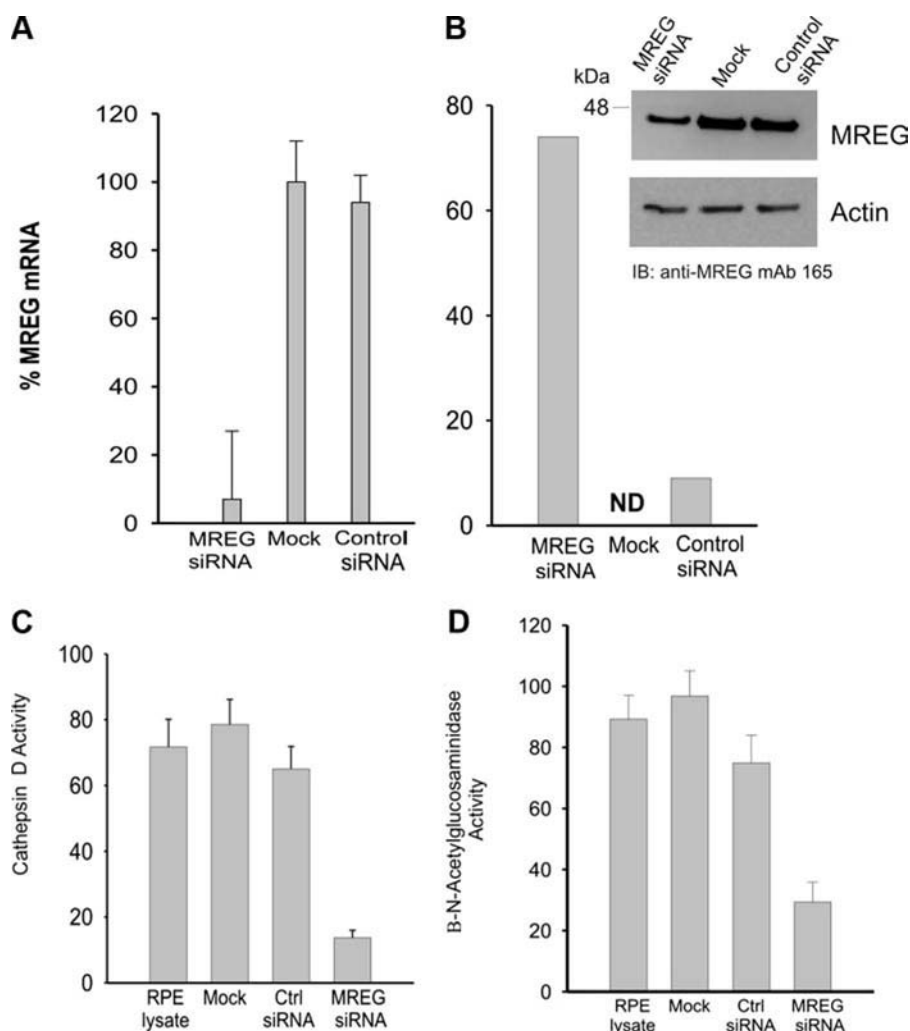 A
% MREG mRNA
120
100
80
60
40
20
0
MREG
siRNA
Mock
Control
siRNA
B
80
60
40
20
0
MREG
siRNA
ND
Mock
Control
siRNA
MREG
siRNA
Mock
Control
siRNA
kDa
48
MREG
Actin
IB: anti-MREG mAb 165
C
Cathepsin D Activity
100
80
60
40
20
0
RPE
lysate
Mock
Ctrl
siRNA
MREG
siRNA
D
B-N-Acetylglucosaminidase
Activity
120
100
80
60
40
20
0
RPE
lysate
Mock
Ctrl
siRNA
MREG
siRNA